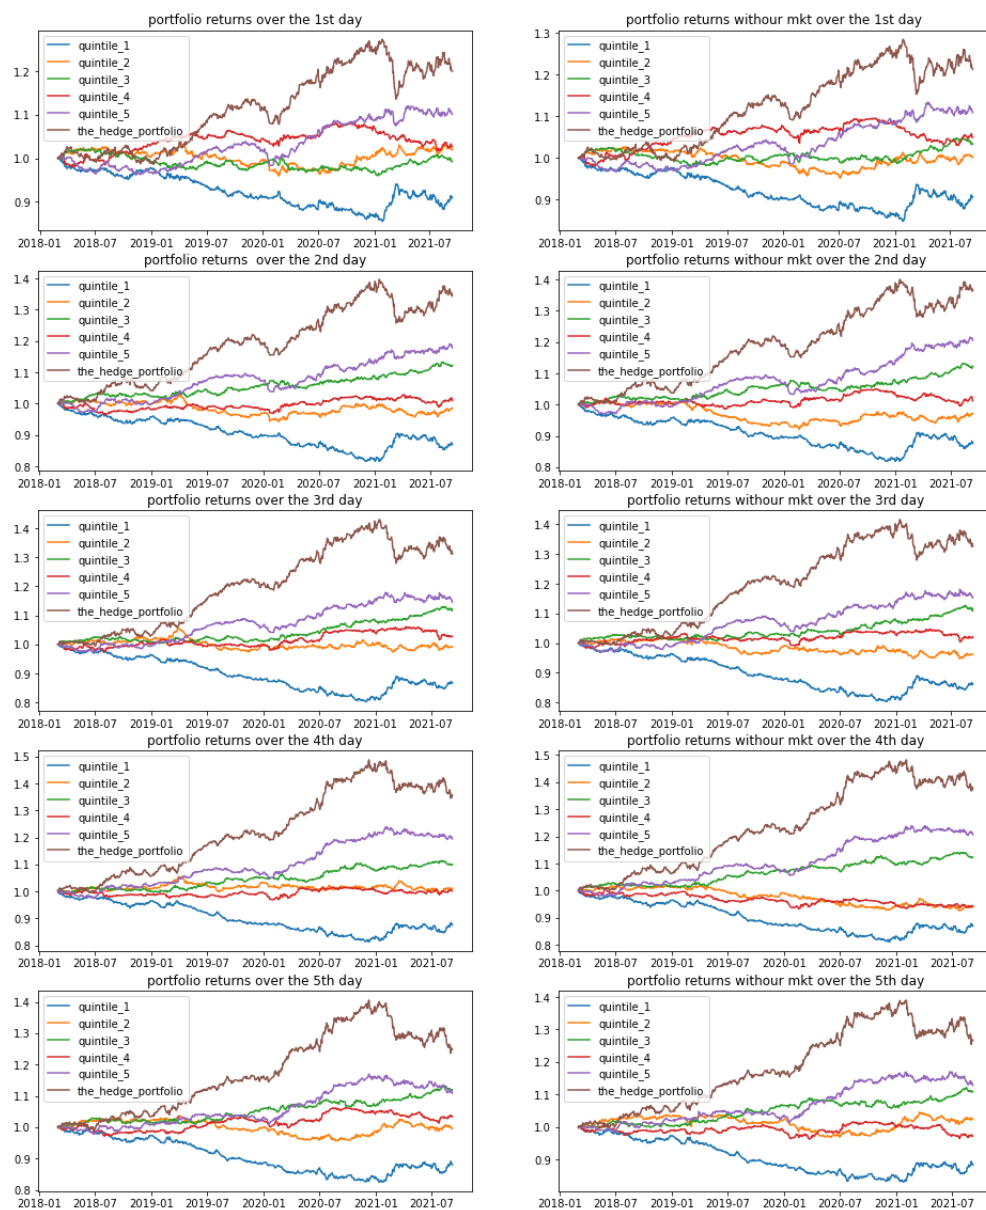 portfolio returns over the 1st day
1.2
1.1
1.0
0.9
quintile_1
quintile_2
quintile_3
quintile_4
quintile_5
the_hedge_portfolio
2018-01 2018-07 2019-01 2019-07 2020-01 2020-07 2021-01 2021-07
portfolio returns withour mkt over the 1st day
1.3
1.2
1.1
1.0
0.9
quintile_1
quintile_2
quintile_3
quintile_4
quintile_5
the_hedge_portfolio
2018-01 2018-07 2019-01 2019-07 2020-01 2020-07 2021-01 2021-07
portfolio returns  over the 2nd day
1.4
1.3
1.2
1.1
1.0
0.9
0.8
quintile_1
quintile_2
quintile_3
quintile_4
quintile_5
the_hedge_portfolio
2018-01 2018-07 2019-01 2019-07 2020-01 2020-07 2021-01 2021-07
portfolio returns withour mkt over the 2nd day
1.4
1.3
1.2
1.1
1.0
0.9
0.8
quintile_1
quintile_2
quintile_3
quintile_4
quintile_5
the_hedge_portfolio
2018-01 2018-07 2019-01 2019-07 2020-01 2020-07 2021-01 2021-07
portfolio returns over the 3rd day
1.4
1.3
1.2
1.1
1.0
0.9
0.8
quintile_1
quintile_2
quintile_3
quintile_4
quintile_5
the_hedge_portfolio
2018-01 2018-07 2019-01 2019-07 2020-01 2020-07 2021-01 2021-07
portfolio returns withour mkt over the 3rd day
1.4
1.3
1.2
1.1
1.0
0.9
0.8
quintile_1
quintile_2
quintile_3
quintile_4
quintile_5
the_hedge_portfolio
2018-01 2018-07 2019-01 2019-07 2020-01 2020-07 2021-01 2021-07
portfolio returns over the 4th day
1.5
1.4
1.3
1.2
1.1
1.0
0.9
0.8
quintile_1
quintile_2
quintile_3
quintile_4
quintile_5
the_hedge_portfolio
2018-01 2018-07 2019-01 2019-07 2020-01 2020-07 2021-01 2021-07
portfolio returns withour mkt over the 4th day
1.5
1.4
1.3
1.2
1.1
1.0
0.9
0.8
quintile_1
quintile_2
quintile_3
quintile_4
quintile_5
the_hedge_portfolio
2018-01 2018-07 2019-01 2019-07 2020-01 2020-07 2021-01 2021-07
portfolio returns over the 5th day
1.4
1.3
1.2
1.1
1.0
0.9
0.8
quintile_1
quintile_2
quintile_3
quintile_4
quintile_5
the_hedge_portfolio
2018-01 2018-07 2019-01 2019-07 2020-01 2020-07 2021-01 2021-07
portfolio returns withour mkt over the 5th day
1.4
1.3
1.2
1.1
1.0
0.9
quintile_1
quintile_2
quintile_3
quintile_4
quintile_5
the_hedge_portfolio
2018-01 2018-07 2019-01 2019-07 2020-01 2020-07 2021-01 2021-07